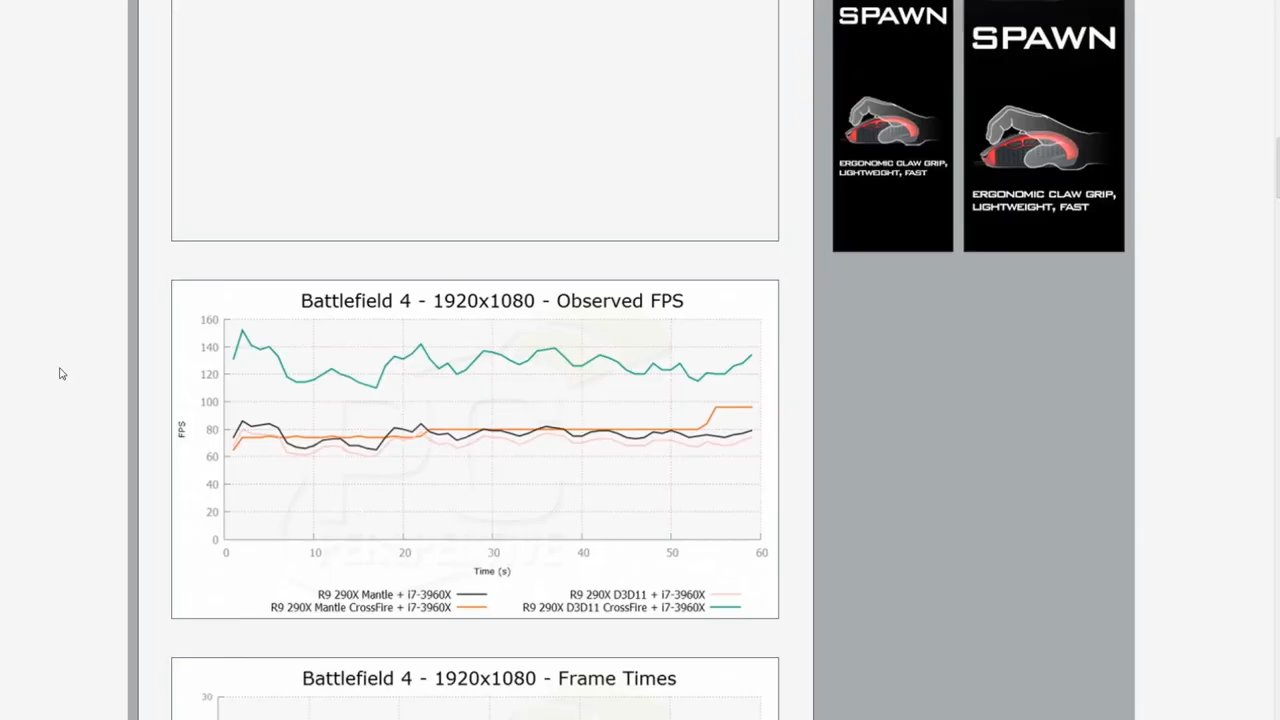 SPAWN
ERGONOMIC CLAW GRIP,
LIGHTWEIGHT, FAST
SPAWN
ERGONOMIC CLAW GRIP,
LIGHTWEIGHT, FAST
Battlefield 4 - 1920x1080 - Observed FPS
160
140
120
100
80
60
40
20
0
FPS
0 10 20 30 40 50 60
Time (s)
R9 290X Mantle + i7-3960X
R9 290X D3D11 + i7-3960X
R9 290X Mantle CrossFire + i7-3960X
R9 290X D3D11 CrossFire + i7-3960X
PC
Battlefield 4 - 1920x1080 - Frame Times
30